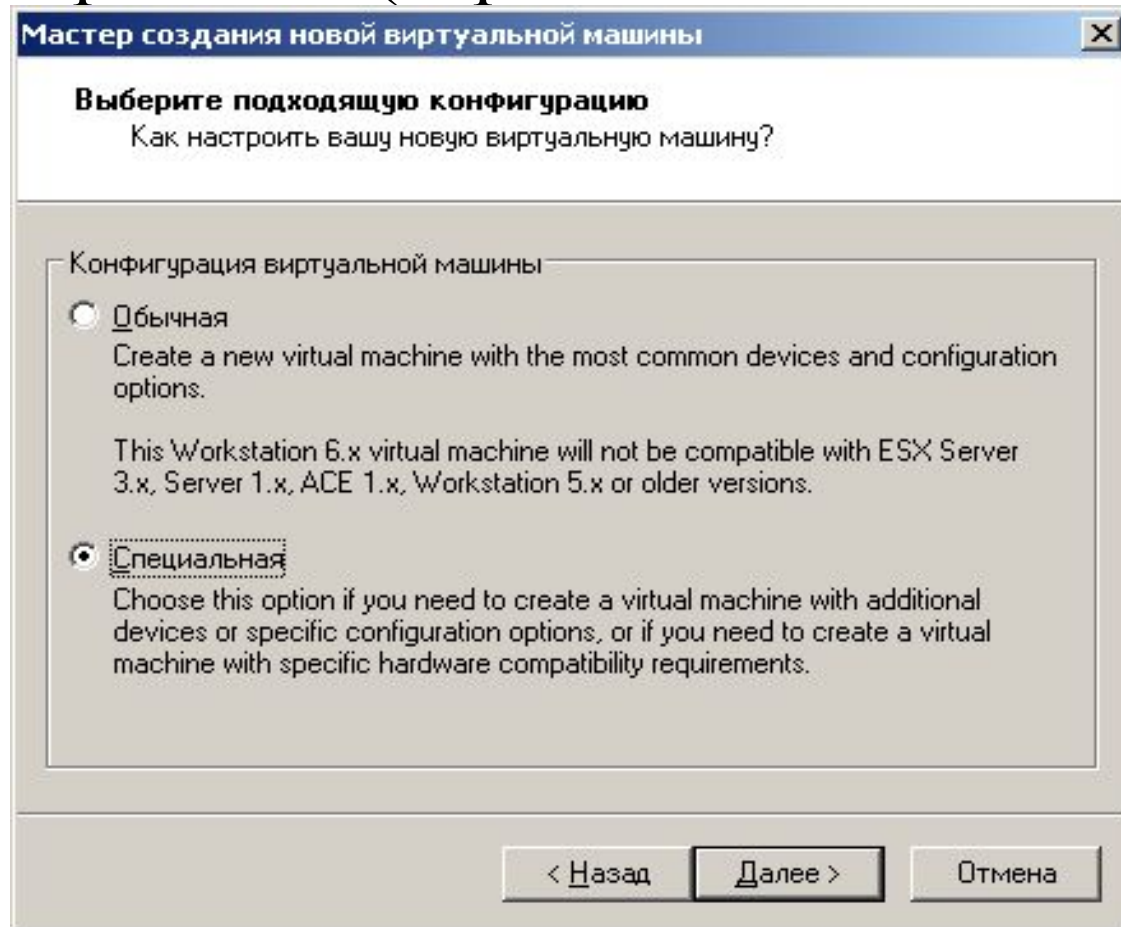 Мастер создания новой виртуальной машины
Выберите подходящую конфигурацию
Как настроить вашу новую виртуальную машину?
Конфигурация виртуальной машины
Обычная
Create a new virtual machine with the most common devices and configuration
options.
This Workstation 6.x virtual machine will not be compatible with ESX Server
3.x, Server 1.x, ACE 1.x, Workstation 5.x or older versions.
Специальная
Choose this option if you need to create a virtual machine with additional
devices or specific configuration options, or if you need to create a virtual
machine with specific hardware compatibility requirements.
< Назад Далее > Отмена